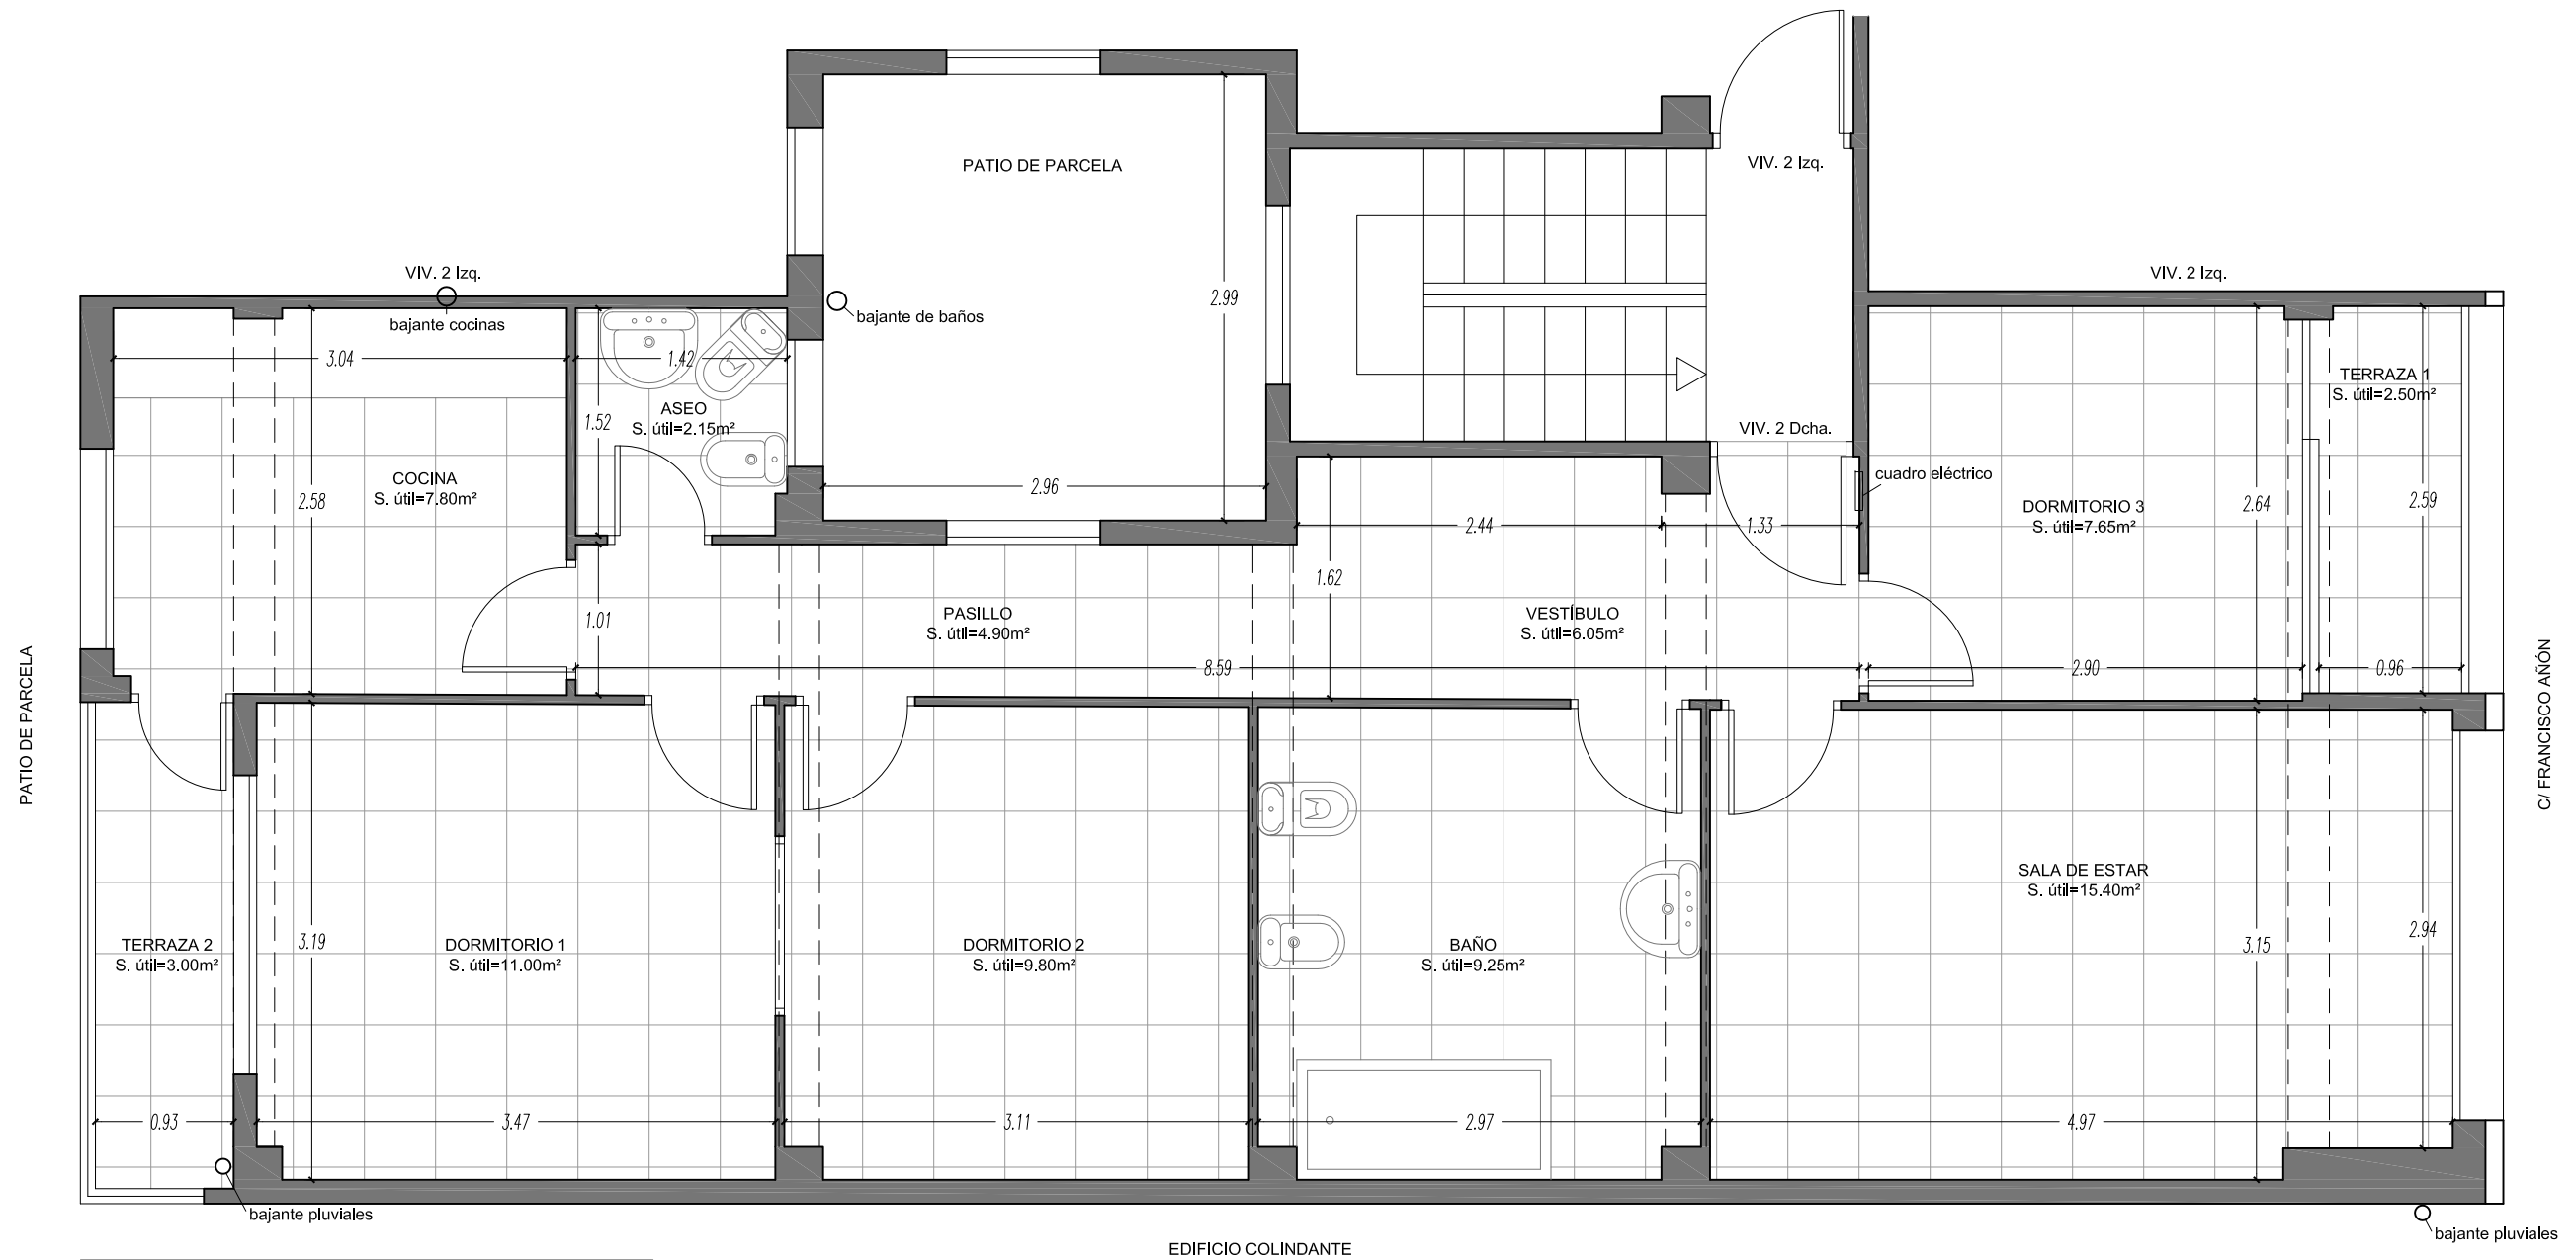 PATIO DE PARCELA
VIV. 2 Izq.
VIV. 2 Izq.
VIV. 2 Izq.
bajante cocinas
bajante de baños
2.99
3.04
1.42
TERRAZA 1
S. útil=2.50m²
ASEO
S. útil=2.15m²
1.52
VIV. 2 Dcha.
cuadro eléctrico
COCINA
S. útil=7.80m²
2.58
2.96
DORMITORIO 3
S. útil=7.65m²
2.64
2.59
2.44
1.33
1.62
1.01
PASILLO
S. útil=4.90m²
VESTÍBULO
S. útil=6.05m²
8.59
2.90
0.96
PATIO DE PARCELA
C/ FRANCISCO AÑÓN
SALA DE ESTAR
S. útil=15.40m²
2.94
3.15
TERRAZA 2
S. útil=3.00m²
3.19
DORMITORIO 1
S. útil=11.00m²
DORMITORIO 2
S. útil=9.80m²
BAÑO
S. útil=9.25m²
0.93
3.47
3.11
2.97
4.97
bajante pluviales
bajante pluviales
EDIFICIO COLINDANTE